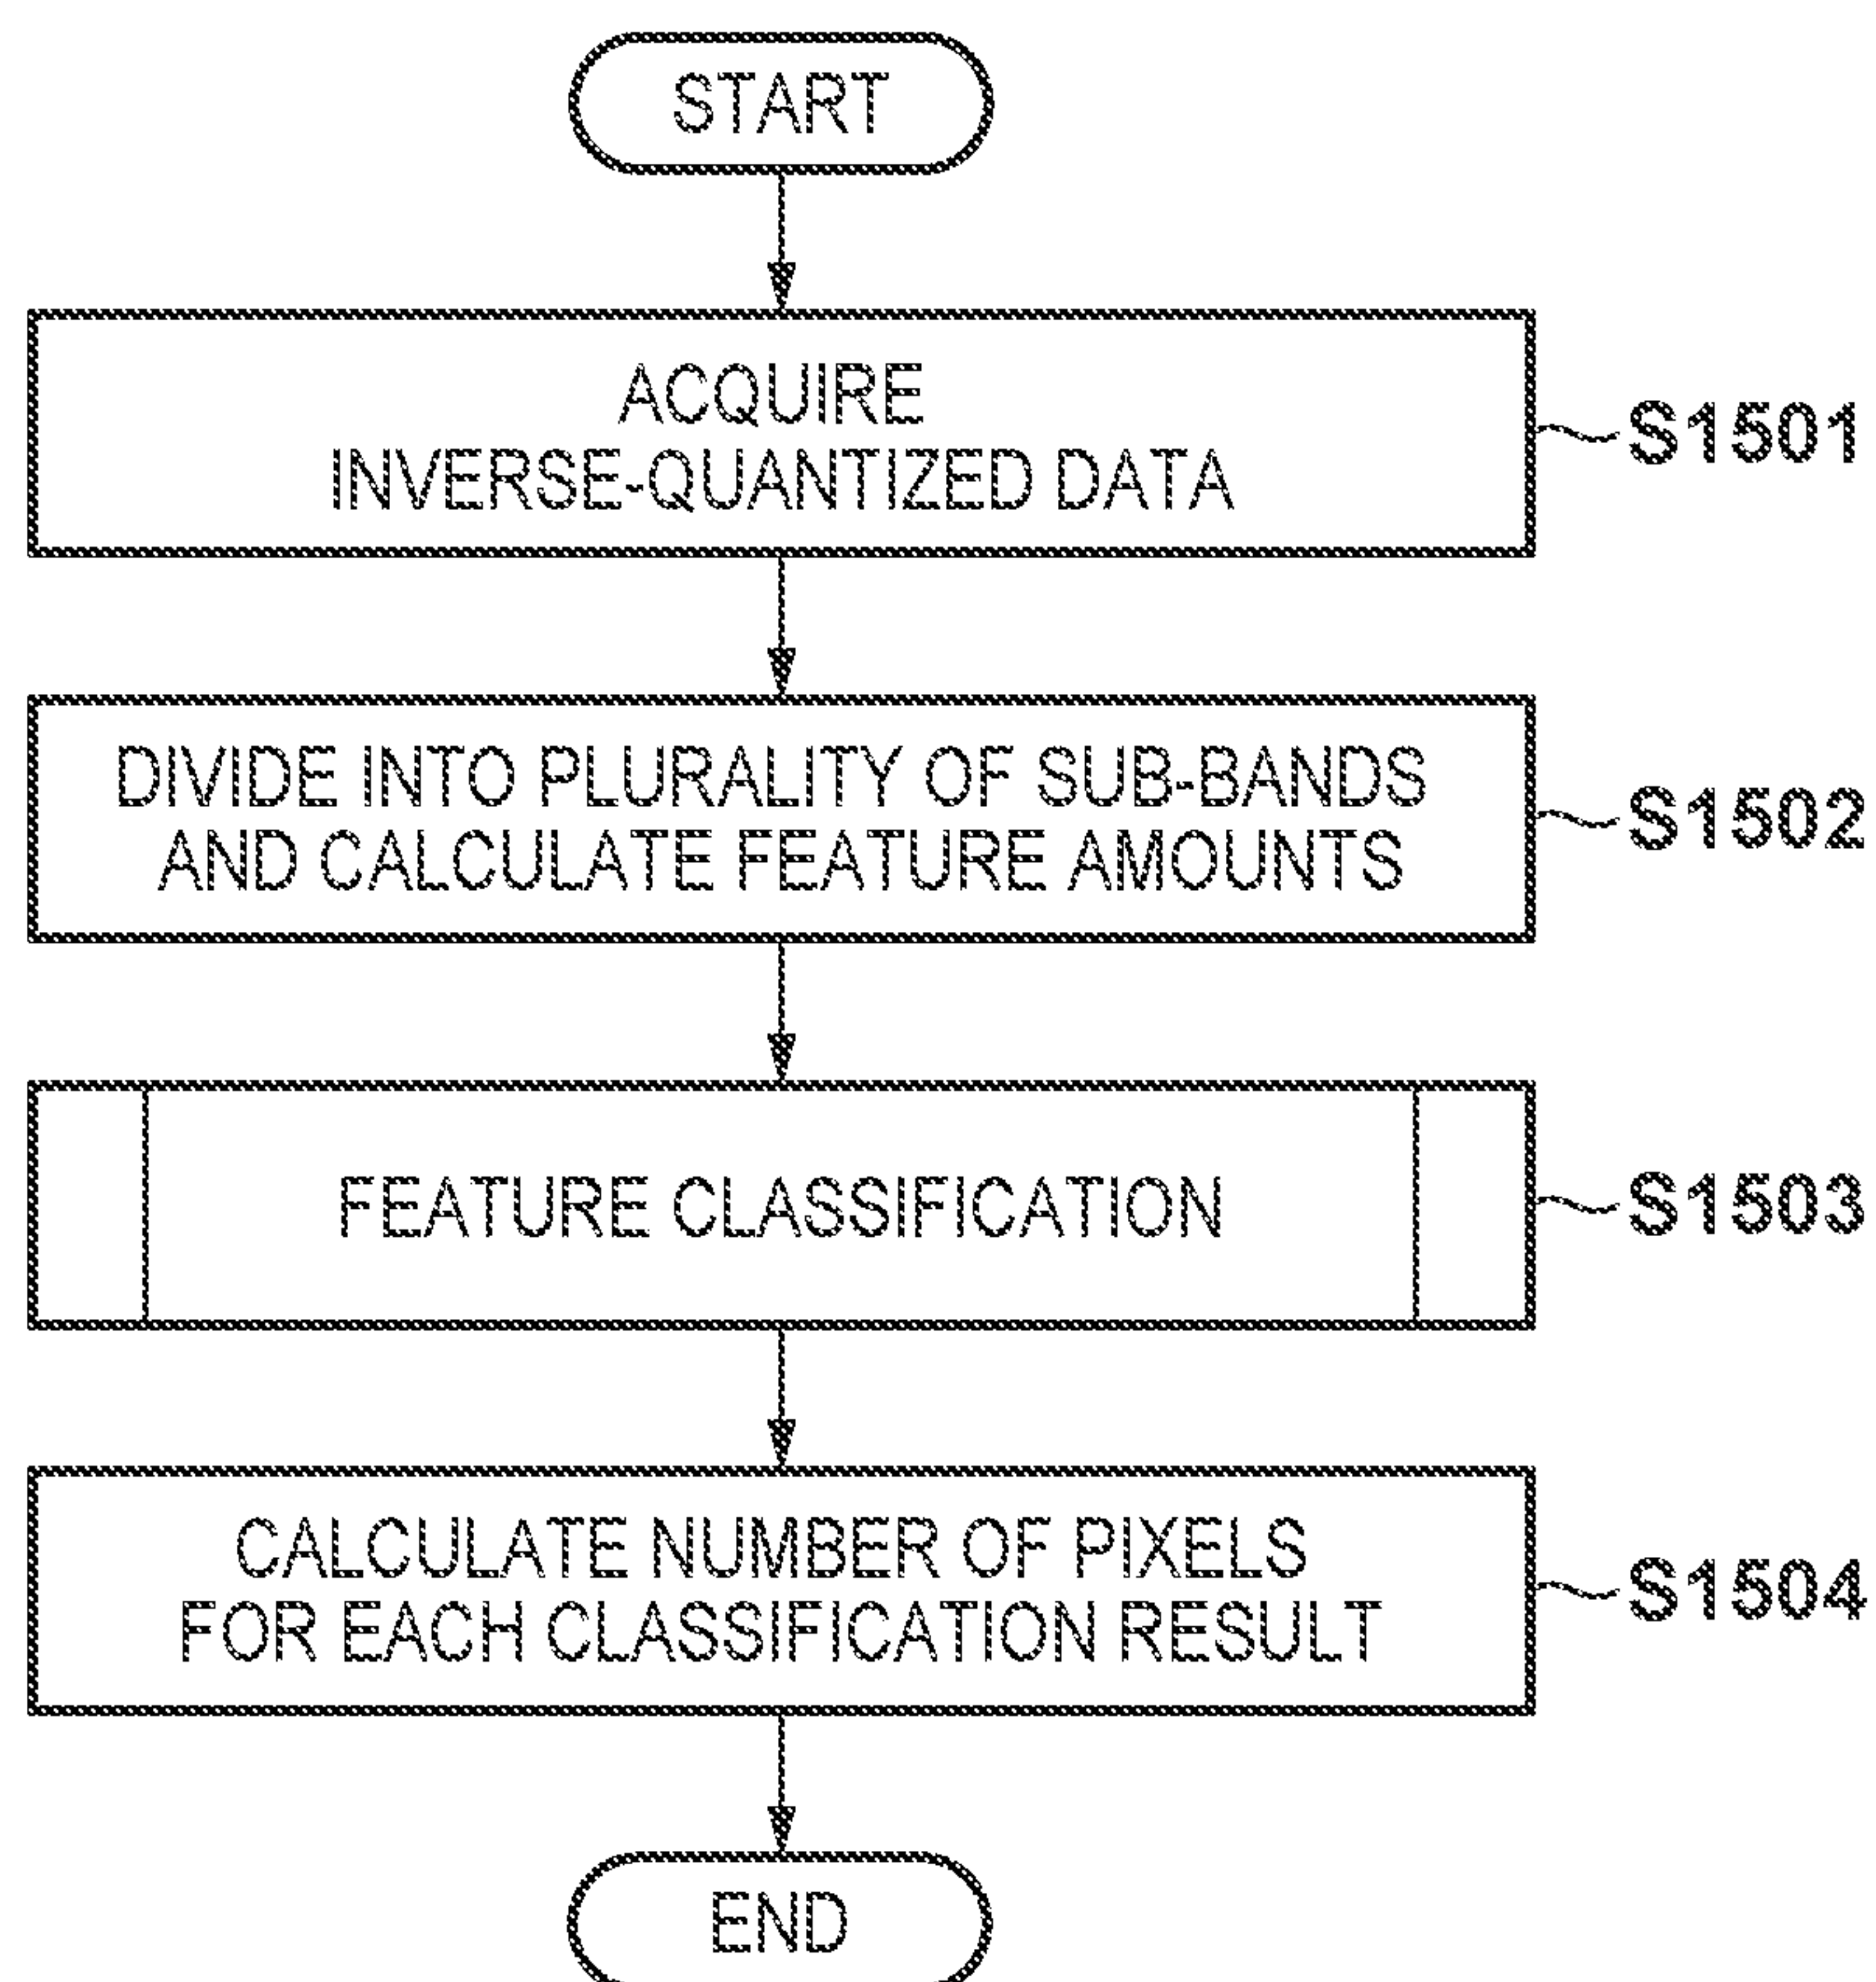 START
ACQUIRE
INVERSE-QUANTIZED DATA
S1501
DIVIDE INTO PLURALITY OF SUB-BANDS
AND CALCULATE FEATURE AMOUNTS
S1502
FEATURE CLASSIFICATION
S1503
CALCULATE NUMBER OF PIXELS
FOR EACH CLASSIFICATION RESULT
S1504
END